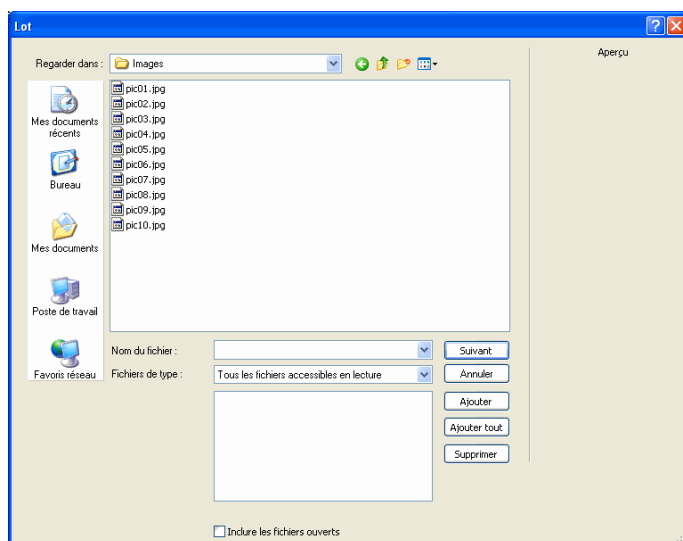 Lot
Regarder dans :
Images
Aperçu
Mes documents
récents
Bureau
Mes documents
Poste de travail
Favoris réseau
pic01.jpg
pic02.jpg
pic03.jpg
pic04.jpg
pic05.jpg
pic06.jpg
pic07.jpg
pic08.jpg
pic09.jpg
pic10.jpg
Nom du fichier :
Suivant
Fichiers de type :
Tous les fichiers accessibles en lecture
Annuler
Ajouter
Ajouter tout
Supprimer
Inclure les fichiers ouverts